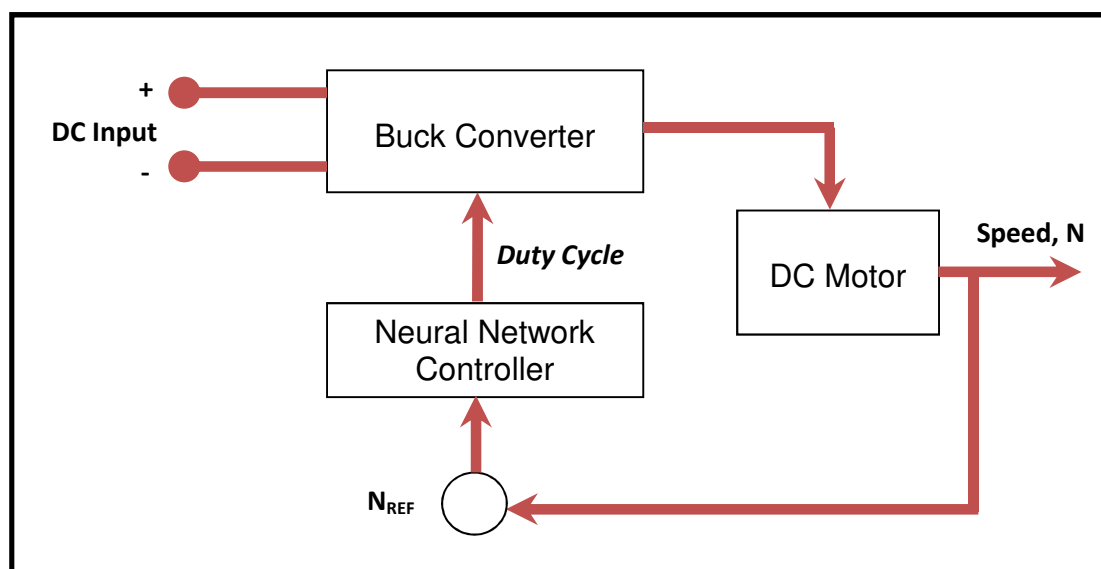 +
DC Input
-
Buck Converter
Duty Cycle
Speed, N
DC Motor
Neural Network
Controller
NREF